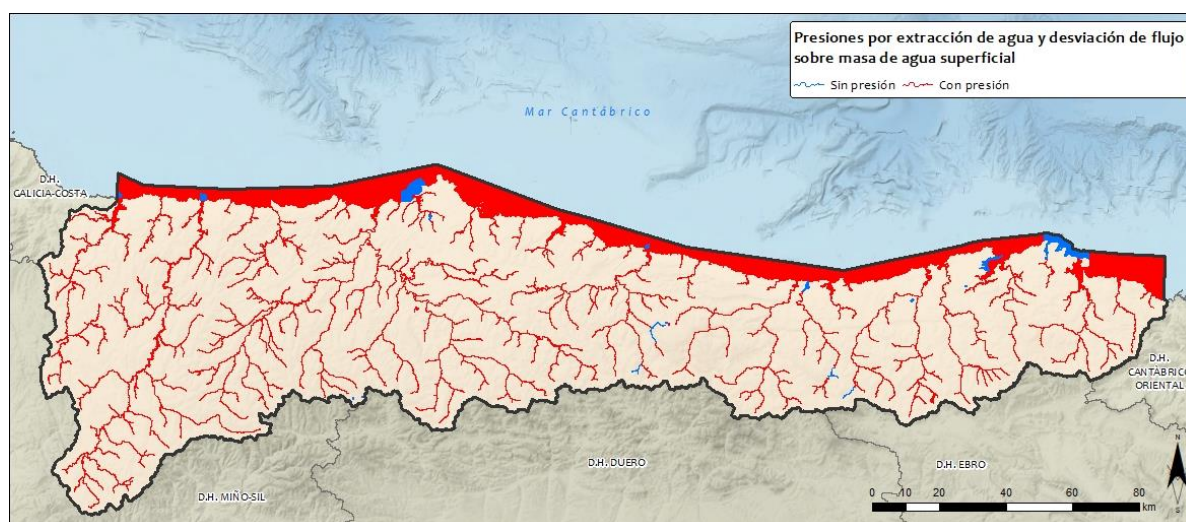 Presiones por extracción de agua y desviación de flujo
sobre masa de agua superficial
Sin presión Con presión
Mar Cantábrico
D.H.
GALICIA-COSTA
D.H.
CANTÁBRICO
ORIENTAL
D.H. DUERO
D.H. EBRO
D.H. MIÑO-SIL
N
S
0 10 20 40 60 80
km